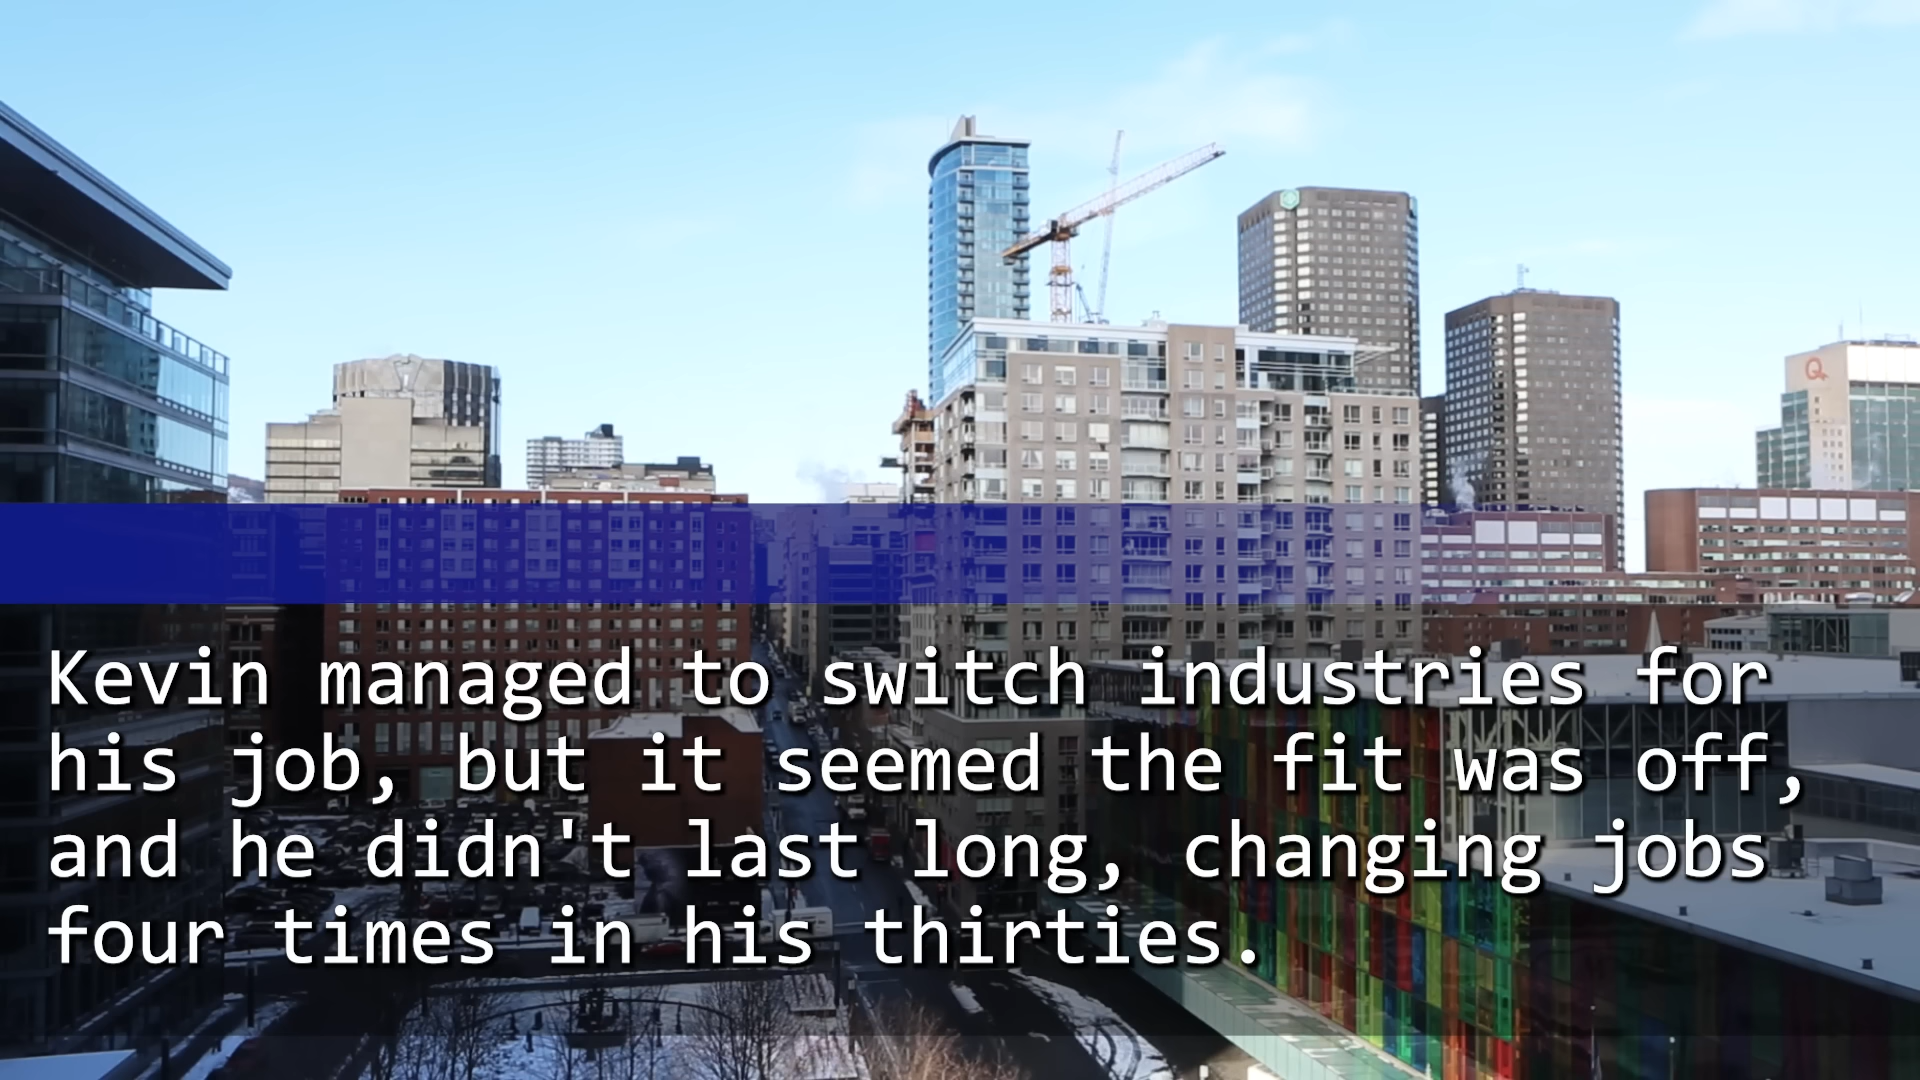 Kevin managed to switch industries for
his job, but it seemed the fit was off,
and he didn't last long, changing jobs
four times in his thirties.
Q